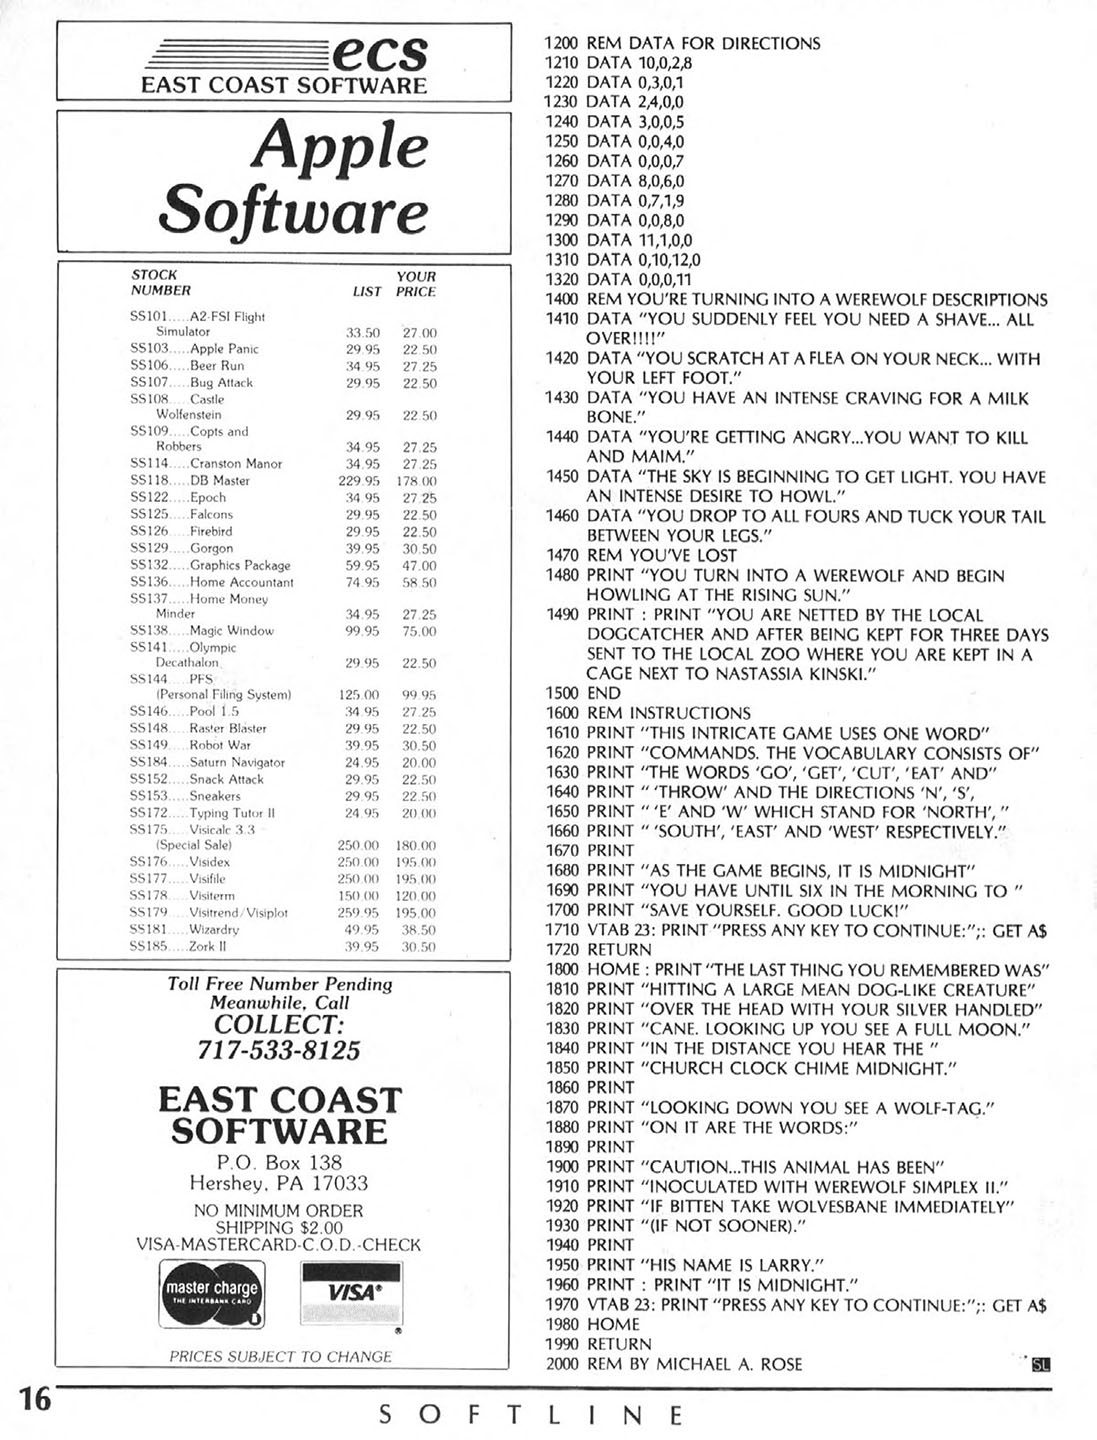 ecs
EAST COAST SOFTWARE
Apple
Software
STOCK YOUR
NUMBER LIST PRICE
SS101.....A2-FSI Flight
Simulator 33.50 27.00
SS103.....Apple Panic 29.95 22.50
SS106.....Beer Run 34.95 27.25
SS107.....Bug Attack 29.95 22.50
SS108.....Castle
Wolfenstein 29.95 22.50
SS109.....Copts and
Robbers 34.95 27.25
SS114.....Cranston Manor 34.95 27.25
SS118.....DB Master 229.95 178.00
SS122.....Epoch 34.95 27.25
SS125.....Falcons 29.95 22.50
SS126.....Firebird 29.95 22.50
SS129.....Gorgon 39.95 30.50
SS132.....Graphics Package 59.95 47.00
SS136.....Home Accountant 74.95 58.50
SS137.....Home Money
Minder 34.95 27.25
SS138.....Magic Window 99.95 75.00
SS141.....Olympic
Decathalon 29.95 22.50
SS144.....PFS
(Personal Filing System) 125.00 99.95
SS146.....Pool 1.5 34.95 27.25
SS148.....Raster Blaster 29.95 22.50
SS149.....Robot War 39.95 30.50
SS184.....Saturn Navigator 24.95 20.00
SS152.....Snack Attack 29.95 22.50
SS153.....Sneakers 29.95 22.50
SS172.....Typing Tutor II 24.95 20.00
SS175.....Visicalc 3.3
(Special Sale) 250.00 180.00
SS176.....Visidex 250.00 195.00
SS177.....Visifile 250.00 195.00
SS178.....Visiterm 150.00 120.00
SS179.....Visitrend/Visiplot 259.95 195.00
SS181.....Wizardry 49.95 38.50
SS185.....Zork II 39.95 30.50
Toll Free Number Pending
Meanwhile, Call
COLLECT:
717-533-8125
EAST COAST
SOFTWARE
P.O. Box 138
Hershey, PA 17033
NO MINIMUM ORDER
SHIPPING $2.00
VISA-MASTERCARD-C.O.D.-CHECK
master charge
THE INTERBANK CARD
VISA®
®
PRICES SUBJECT TO CHANGE
1200 REM DATA FOR DIRECTIONS
1210 DATA 10,0,2,8
1220 DATA 0,3,0,1
1230 DATA 2,4,0,0
1240 DATA 3,0,0,5
1250 DATA 0,0,4,0
1260 DATA 0,0,0,7
1270 DATA 8,0,6,0
1280 DATA 0,7,1,9
1290 DATA 0,0,8,0
1300 DATA 11,1,0,0
1310 DATA 0,10,12,0
1320 DATA 0,0,0,11
1400 REM YOU'RE TURNING INTO A WEREWOLF DESCRIPTIONS
1410 DATA "YOU SUDDENLY FEEL YOU NEED A SHAVE... ALL
OVER!!!!"
1420 DATA "YOU SCRATCH AT A FLEA ON YOUR NECK... WITH
YOUR LEFT FOOT."
1430 DATA "YOU HAVE AN INTENSE CRAVING FOR A MILK
BONE."
1440 DATA "YOU'RE GETTING ANGRY...YOU WANT TO KILL
AND MAIM."
1450 DATA "THE SKY IS BEGINNING TO GET LIGHT. YOU HAVE
AN INTENSE DESIRE TO HOWL."
1460 DATA "YOU DROP TO ALL FOURS AND TUCK YOUR TAIL
BETWEEN YOUR LEGS."
1470 REM YOU'VE LOST
1480 PRINT "YOU TURN INTO A WEREWOLF AND BEGIN
HOWLING AT THE RISING SUN."
1490 PRINT : PRINT "YOU ARE NETTED BY THE LOCAL
DOGCATCHER AND AFTER BEING KEPT FOR THREE DAYS
SENT TO THE LOCAL ZOO WHERE YOU ARE KEPT IN A
CAGE NEXT TO NASTASSIA KINSKI."
1500 END
1600 REM INSTRUCTIONS
1610 PRINT "THIS INTRICATE GAME USES ONE WORD"
1620 PRINT "COMMANDS. THE VOCABULARY CONSISTS OF"
1630 PRINT "THE WORDS 'GO', 'GET', 'CUT', 'EAT' AND"
1640 PRINT " 'THROW' AND THE DIRECTIONS 'N', 'S',
1650 PRINT " 'E' AND 'W' WHICH STAND FOR 'NORTH', "
1660 PRINT " 'SOUTH', 'EAST' AND 'WEST' RESPECTIVELY."
1670 PRINT
1680 PRINT "AS THE GAME BEGINS, IT IS MIDNIGHT"
1690 PRINT "YOU HAVE UNTIL SIX IN THE MORNING TO "
1700 PRINT "SAVE YOURSELF. GOOD LUCK!"
1710 VTAB 23: PRINT "PRESS ANY KEY TO CONTINUE:";: GET A$
1720 RETURN
1800 HOME : PRINT "THE LAST THING YOU REMEMBERED WAS"
1810 PRINT "HITTING A LARGE MEAN DOG-LIKE CREATURE"
1820 PRINT "OVER THE HEAD WITH YOUR SILVER HANDLED"
1830 PRINT "CANE. LOOKING UP YOU SEE A FULL MOON."
1840 PRINT "IN THE DISTANCE YOU HEAR THE "
1850 PRINT "CHURCH CLOCK CHIME MIDNIGHT."
1860 PRINT
1870 PRINT "LOOKING DOWN YOU SEE A WOLF-TAG."
1880 PRINT "ON IT ARE THE WORDS:"
1890 PRINT
1900 PRINT "CAUTION...THIS ANIMAL HAS BEEN"
1910 PRINT "INOCULATED WITH WEREWOLF SIMPLEX II."
1920 PRINT "IF BITTEN TAKE WOLVESBANE IMMEDIATELY"
1930 PRINT "(IF NOT SOONER)."
1940 PRINT
1950 PRINT "HIS NAME IS LARRY."
1960 PRINT : PRINT "IT IS MIDNIGHT."
1970 VTAB 23: PRINT "PRESS ANY KEY TO CONTINUE:";: GET A$
1980 HOME
1990 RETURN
2000 REM BY MICHAEL A. ROSE
SL
16
SOFTLINE